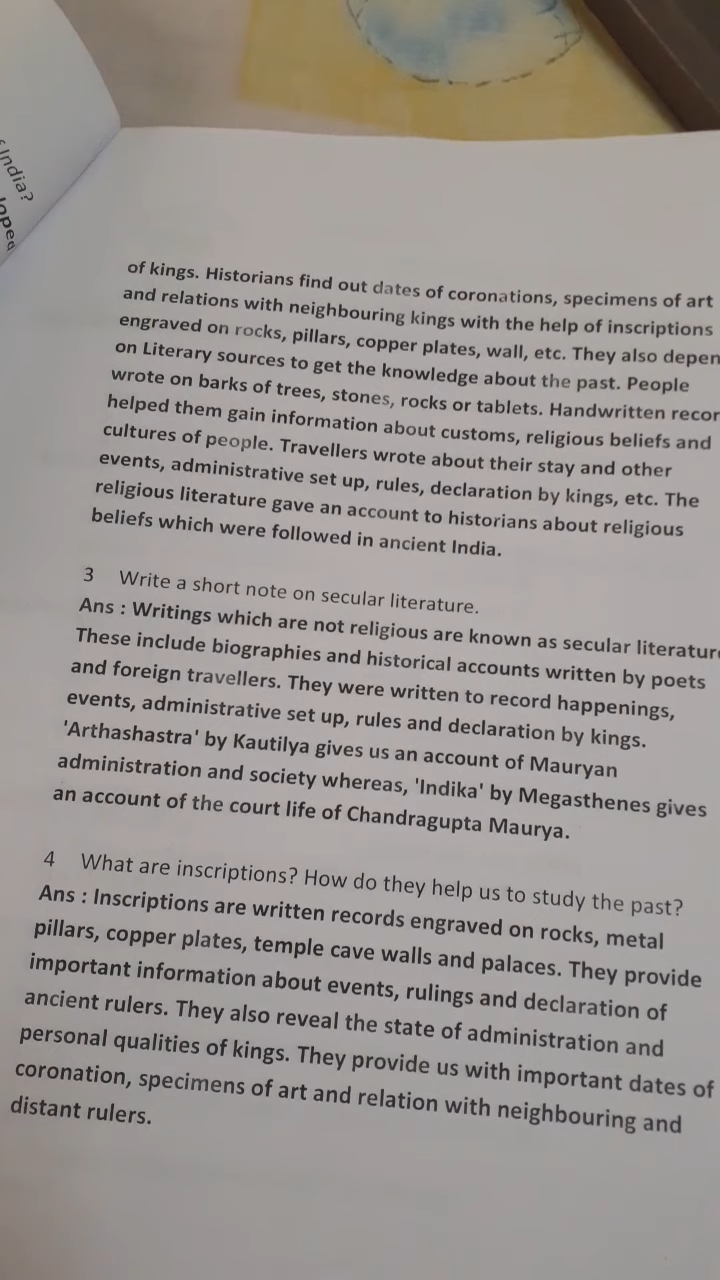 India?
of kings. Historians find out dates of coronations, specimens of art
and relations with neighbouring kings with the help of inscriptions
engraved on rocks, pillars, copper plates, wall, etc. They also depen
on Literary sources to get the knowledge about the past. People
wrote on barks of trees, stones, rocks or tablets. Handwritten recor
helped them gain information about customs, religious beliefs and
cultures of people. Travellers wrote about their stay and other
events, administrative set up, rules, declaration by kings, etc. The
religious literature gave an account to historians about religious
beliefs which were followed in ancient India.
3 Write a short note on secular literature.
Ans : Writings which are not religious are known as secular literatur
These include biographies and historical accounts written by poets
and foreign travellers. They were written to record happenings,
events, administrative set up, rules and declaration by kings.
'Arthashastra' by Kautilya gives us an account of Mauryan
administration and society whereas, 'Indika' by Megasthenes gives
an account of the court life of Chandragupta Maurya.
4 What are inscriptions? How do they help us to study the past?
Ans : Inscriptions are written records engraved on rocks, metal
pillars, copper plates, temple cave walls and palaces. They provide
important information about events, rulings and declaration of
ancient rulers. They also reveal the state of administration and
personal qualities of kings. They provide us with important dates of
coronation, specimens of art and relation with neighbouring and
distant rulers.